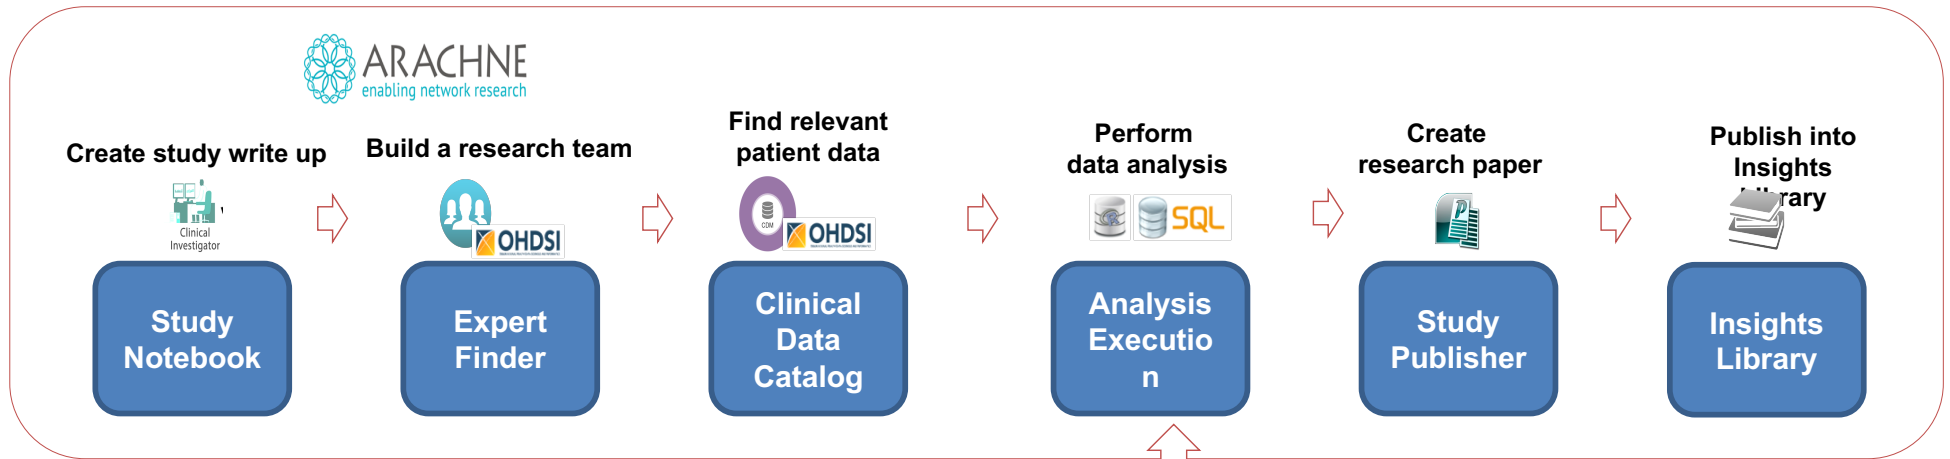 ARACHNE
enabling network research
Create study write up
Build a research team
Find relevant
patient data
Perform
data analysis
Create
research paper
Publish into
Insights
Clinical
Investigator
OHDSI
CDM
OHDSI
SQL
P
Study
Notebook
Expert
Finder
Clinical
Data
Catalog
Analysis
Executio
n
Study
Publisher
Insights
Library